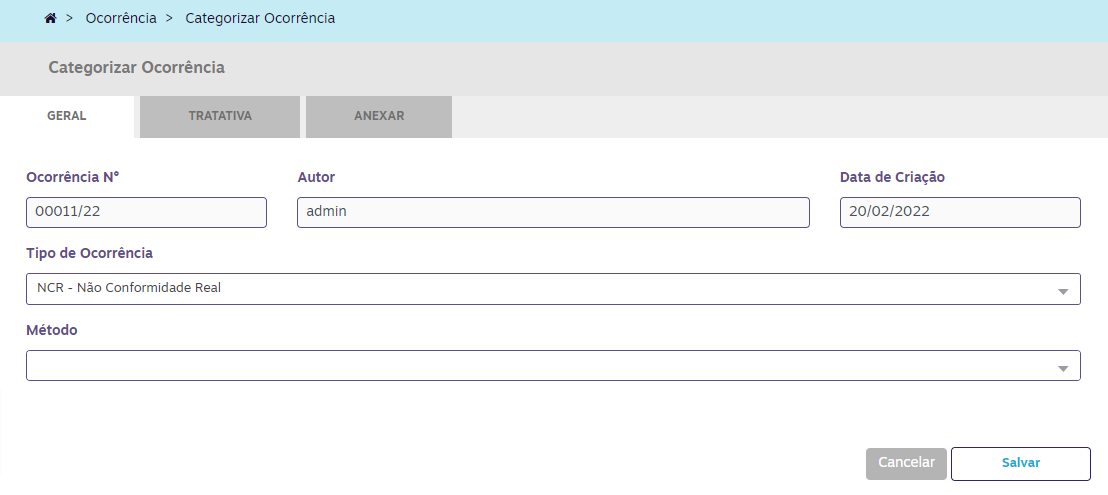 > Ocorrência > Categorizar Ocorrência
Categorizar Ocorrência
GERAL TRATATIVA ANEXAR
Ocorrência N° Autor Data de Criação
00011/22 admin 20/02/2022
Tipo de Ocorrência
NCR - Não Conformidade Real
Método
Cancelar Salvar